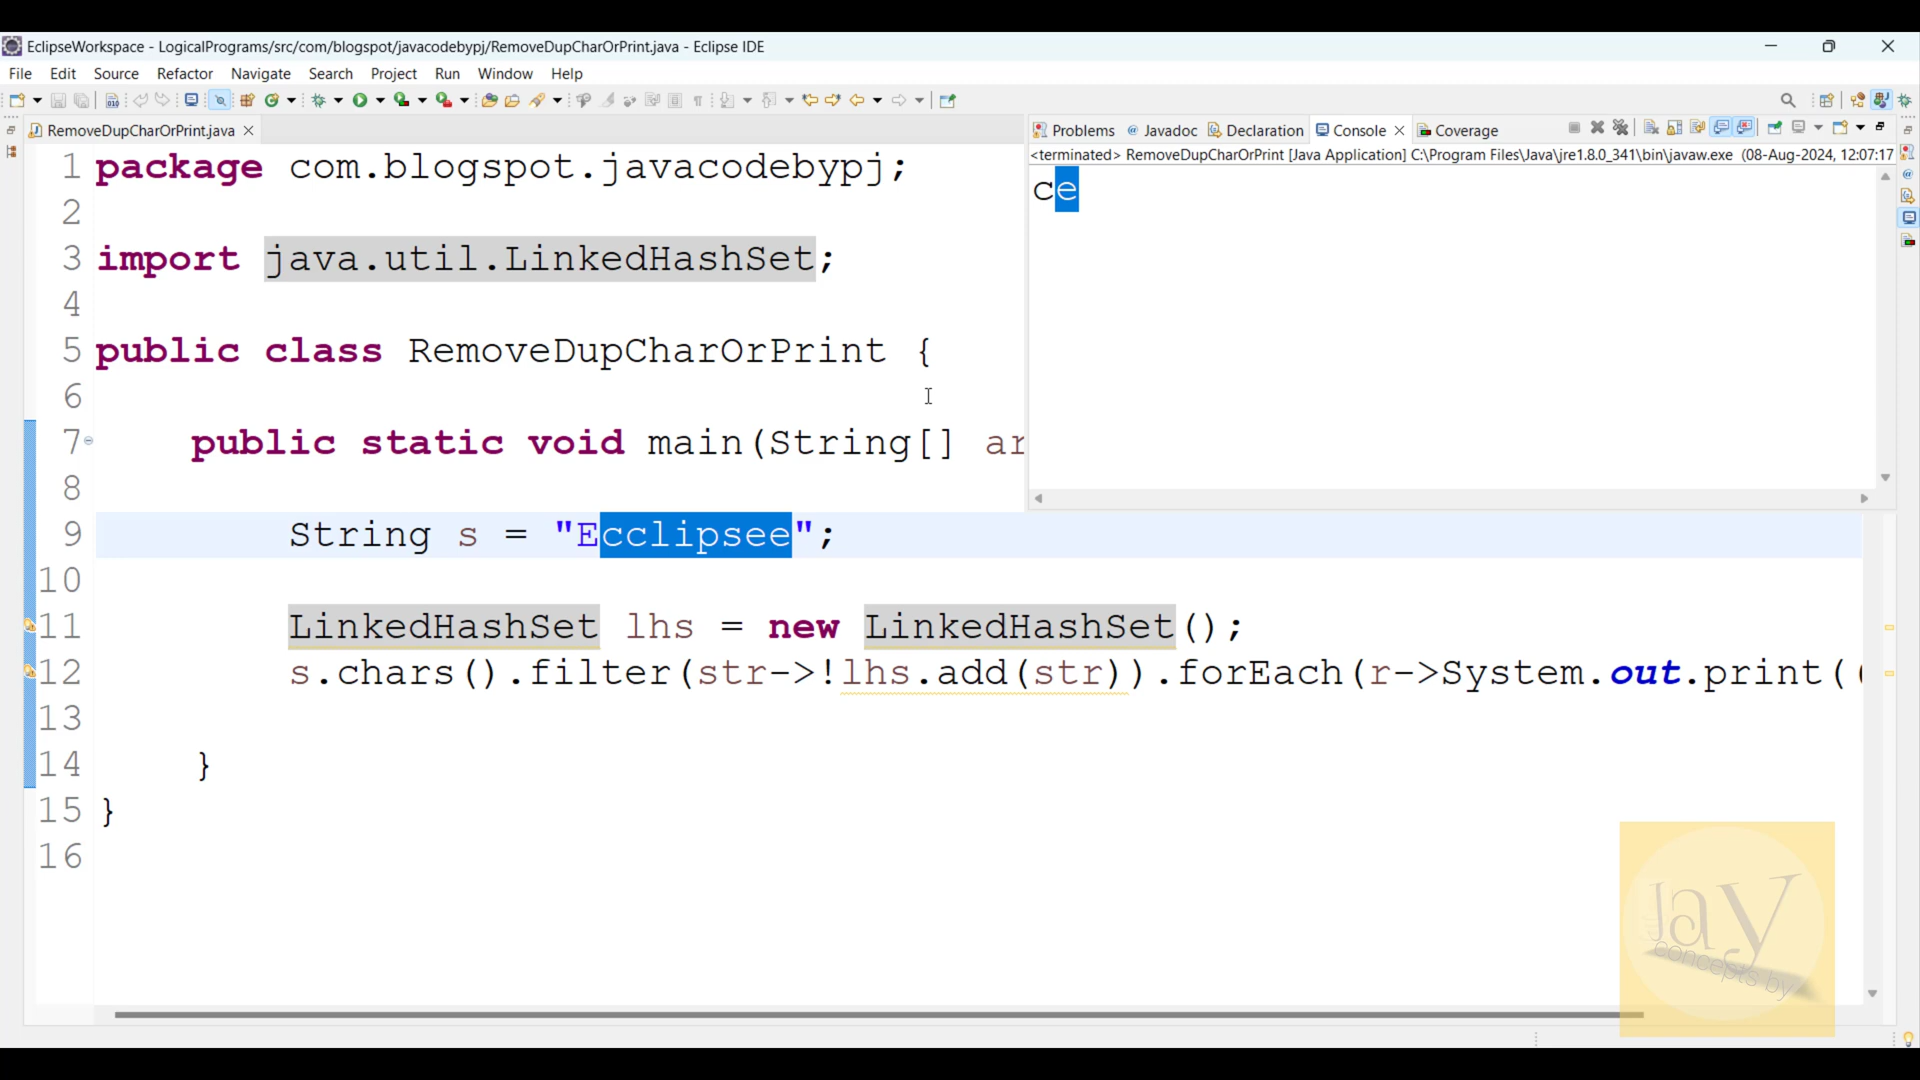 EclipseWorkspace - LogicalPrograms/src/com/blogspot/javacodebypj/RemoveDupCharOrPrint.java - Eclipse IDE
File Edit Source Refactor Navigate Search Project Run Window Help
RemoveDupCharOrPrint.java
Problems @ Javadoc Declaration Console Coverage
<terminated> RemoveDupCharOrPrint [Java Application] C:\Program Files\Java\jre1.8.0_341\bin\javaw.exe (08-Aug-2024, 12:07:17
ce
1 package com.blogspot.javacodebypj;
2
3 import java.util.LinkedHashSet;
4
5 public class RemoveDupCharOrPrint {
6
7 public static void main(String[] ar
8
9 String s = "Ecclipsee";
10
11 LinkedHashSet lhs = new LinkedHashSet();
12 s.chars().filter(str->!lhs.add(str)).forEach(r->System.out.print((
13
14 }
15 }
16
Jay
concepts by